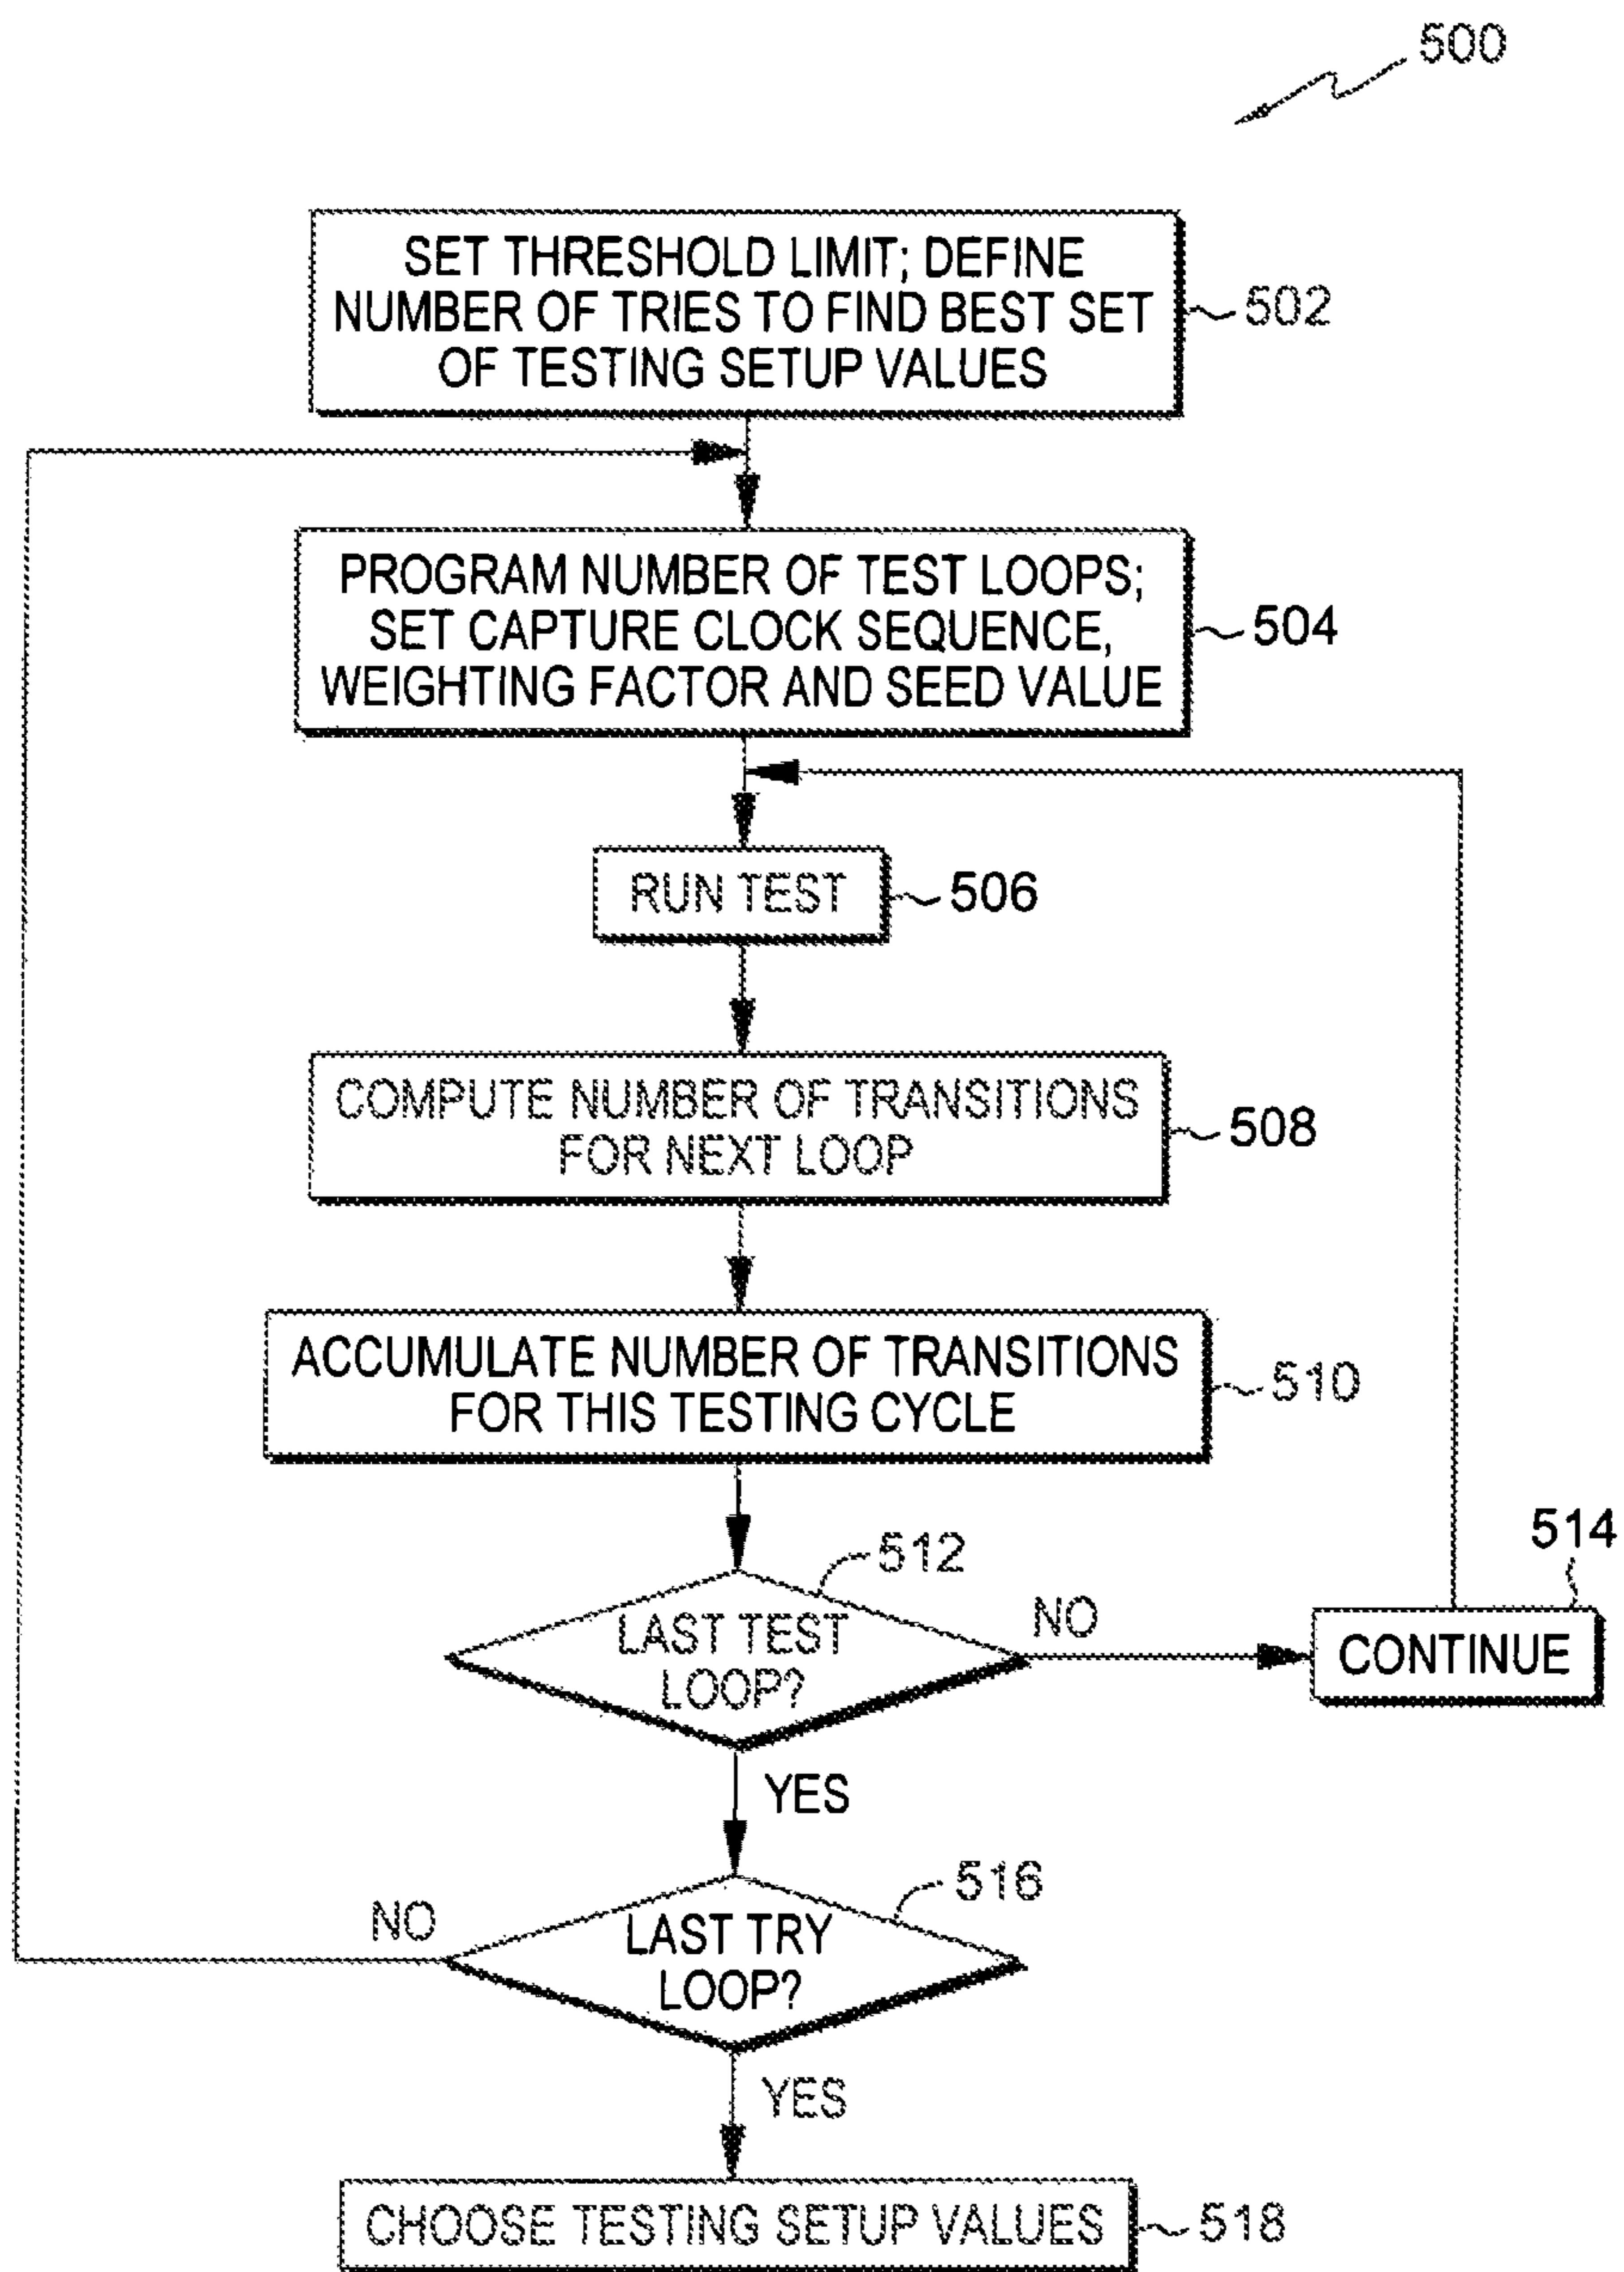 500
SET THRESHOLD LIMIT; DEFINE
NUMBER OF TRIES TO FIND BEST SET
OF TESTING SETUP VALUES
502
PROGRAM NUMBER OF TEST LOOPS;
SET CAPTURE CLOCK SEQUENCE,
WEIGHTING FACTOR AND SEED VALUE
504
RUN TEST
506
COMPUTE NUMBER OF TRANSITIONS
FOR NEXT LOOP
508
ACCUMULATE NUMBER OF TRANSITIONS
FOR THIS TESTING CYCLE
510
512
LAST TEST
LOOP?
NO
514
CONTINUE
YES
516
LAST TRY
LOOP?
NO
YES
CHOOSE TESTING SETUP VALUES
518